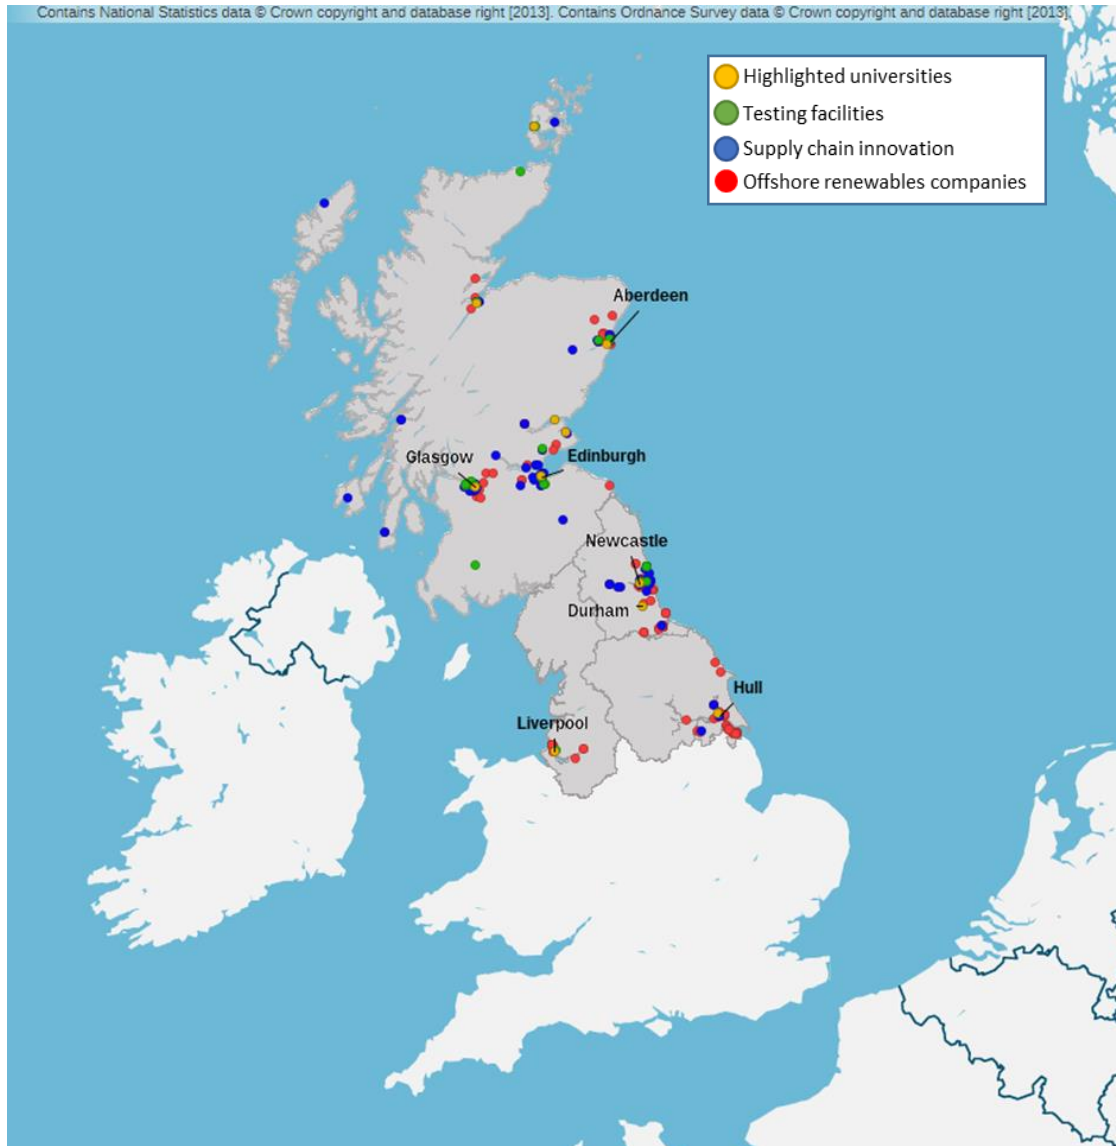 Contains National Statistics data © Crown copyright and database right [2013]. Contains Ordnance Survey data © Crown copyright and database right [2013].
Highlighted universities
Testing facilities
Supply chain innovation
Offshore renewables companies
Aberdeen
Glasgow
Edinburgh
Newcastle
Durham
Hull
Liverpool